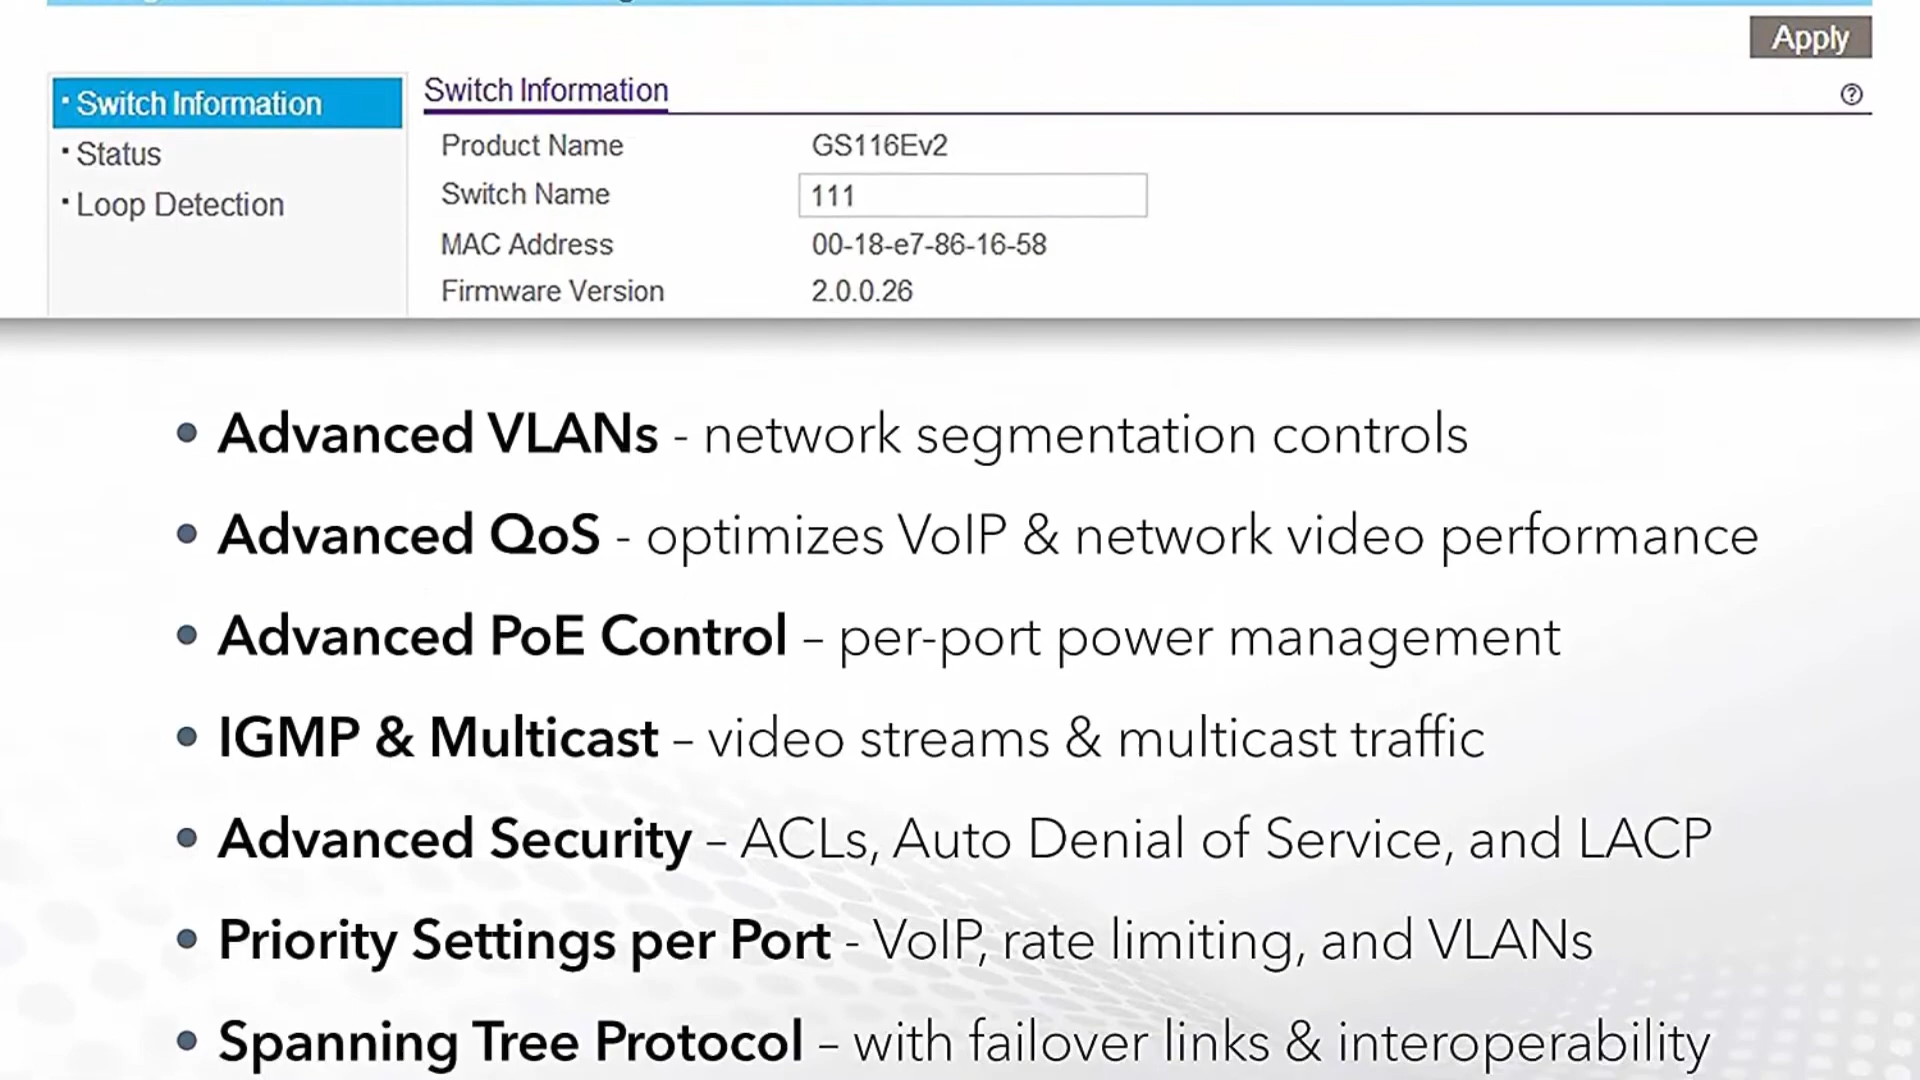 Apply
Switch Information
Status
Loop Detection
Switch Information
?
Product Name GS116Ev2
Switch Name 111
MAC Address 00-18-e7-86-16-58
Firmware Version 2.0.0.26
• Advanced VLANs - network segmentation controls
• Advanced QoS - optimizes VoIP & network video performance
• Advanced PoE Control – per-port power management
• IGMP & Multicast – video streams & multicast traffic
• Advanced Security – ACLs, Auto Denial of Service, and LACP
• Priority Settings per Port - VoIP, rate limiting, and VLANs
• Spanning Tree Protocol – with failover links & interoperability